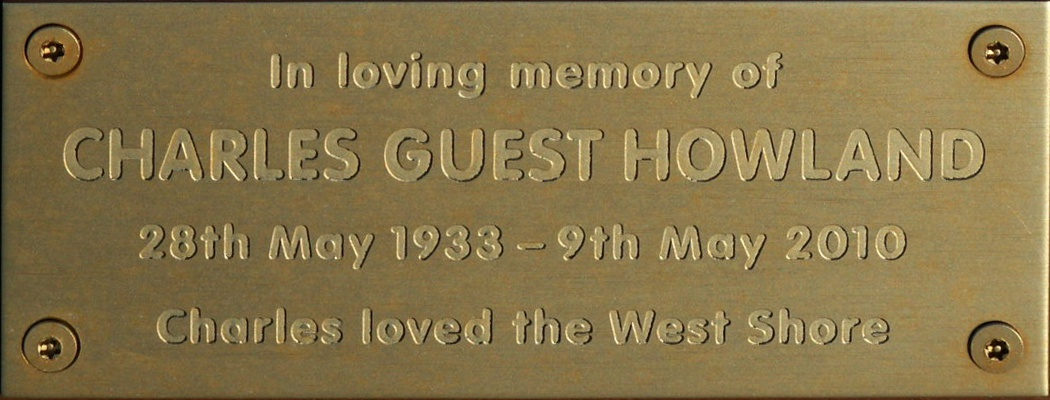 In loving memory of
CHARLES GUEST HOWLAND
28th May 1933 – 9th May 2010
Charles loved the West Shore